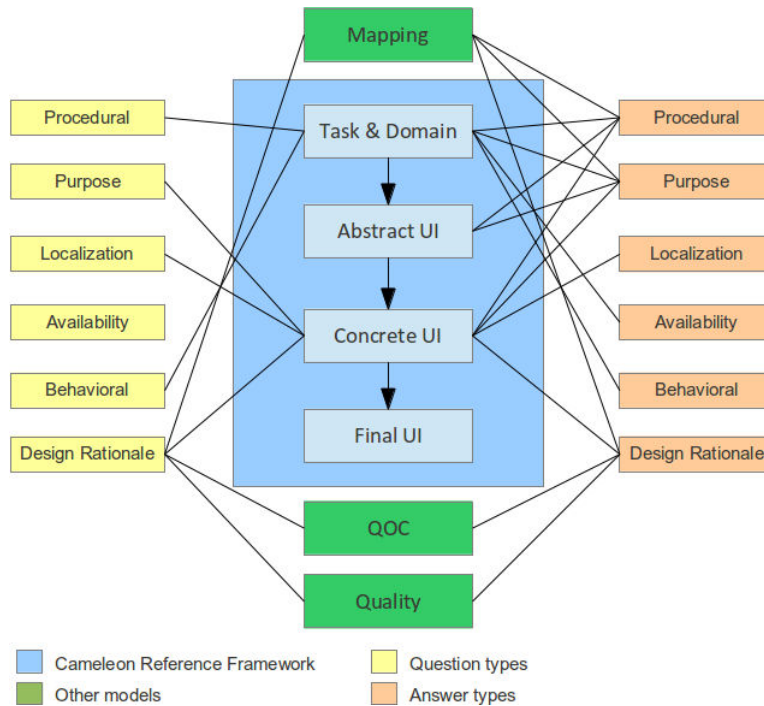 Mapping
Procedural
Task & Domain
Procedural
Purpose
Purpose
Abstract UI
Localization
Localization
Availability
Concrete UI
Availability
Behavioral
Behavioral
Final UI
Design Rationale
Design Rationale
QOC
Quality
Cameleon Reference Framework
Question types
Other models
Answer types